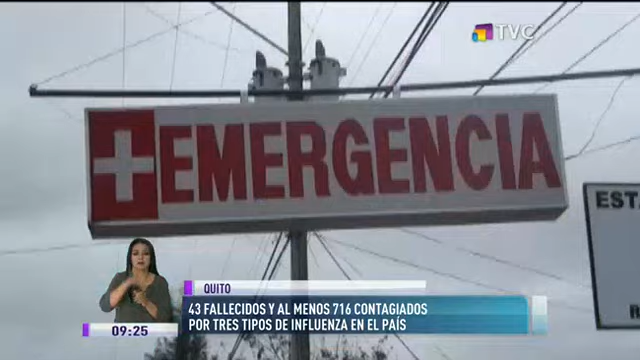 TVC
EMERGENCIA
EST
R
QUITO
43 FALLECIDOS Y AL MENOS 716 CONTAGIADOS
POR TRES TIPOS DE INFLUENZA EN EL PAÍS
09:25